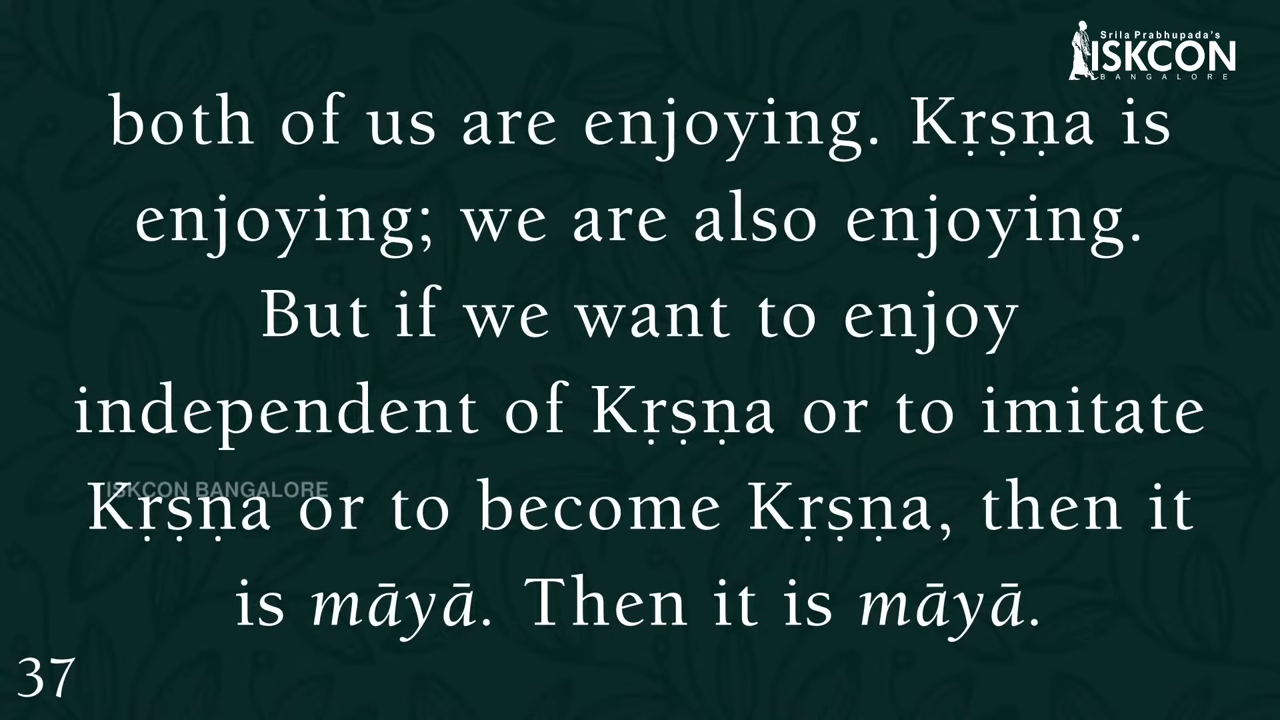 Srila Prabhupada's
ISKCON
BANGALORE
both of us are enjoying. Kṛṣṇa is
enjoying; we are also enjoying.
But if we want to enjoy
independent of Kṛṣṇa or to imitate
ISKCON BANGALORE
Kṛṣṇa or to become Kṛṣṇa, then it
is māyā. Then it is māyā.
37